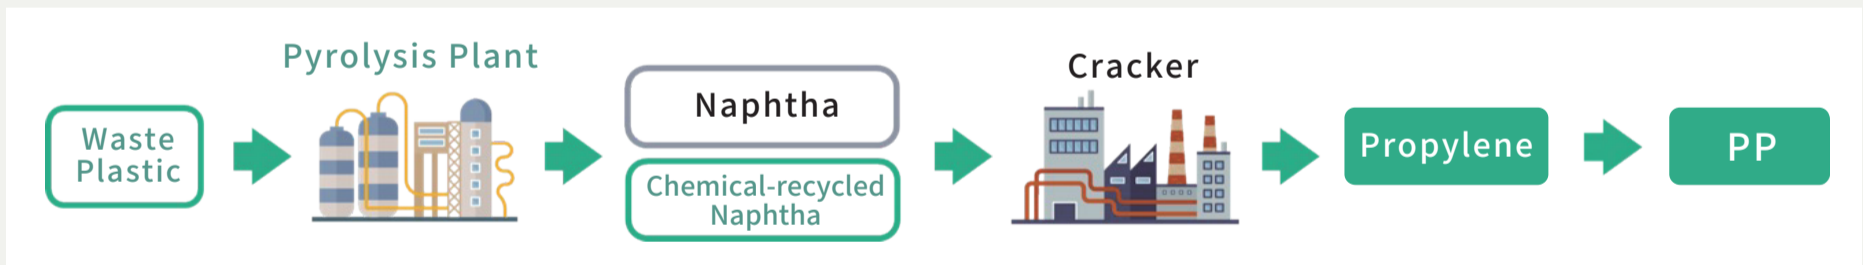 Waste
Plastic
Pyrolysis Plant
Naphtha
Chemical-recycled
Naphtha
Cracker
Propylene
PP